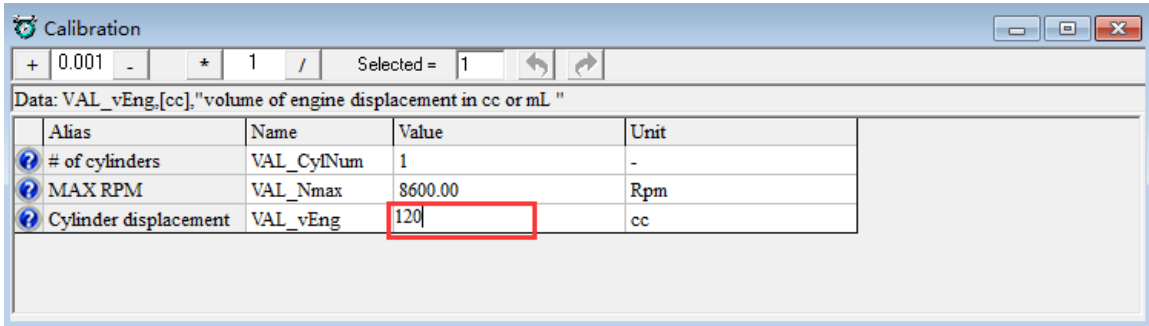 Calibration
+ 0.001 - * 1 / Selected = 1
Data: VAL_vEng,[cc],"volume of engine displacement in cc or mL "
Alias Name Value Unit
# of cylinders VAL_CylNum 1 -
MAX RPM VAL_Nmax 8600.00 Rpm
Cylinder displacement VAL_vEng 120 cc